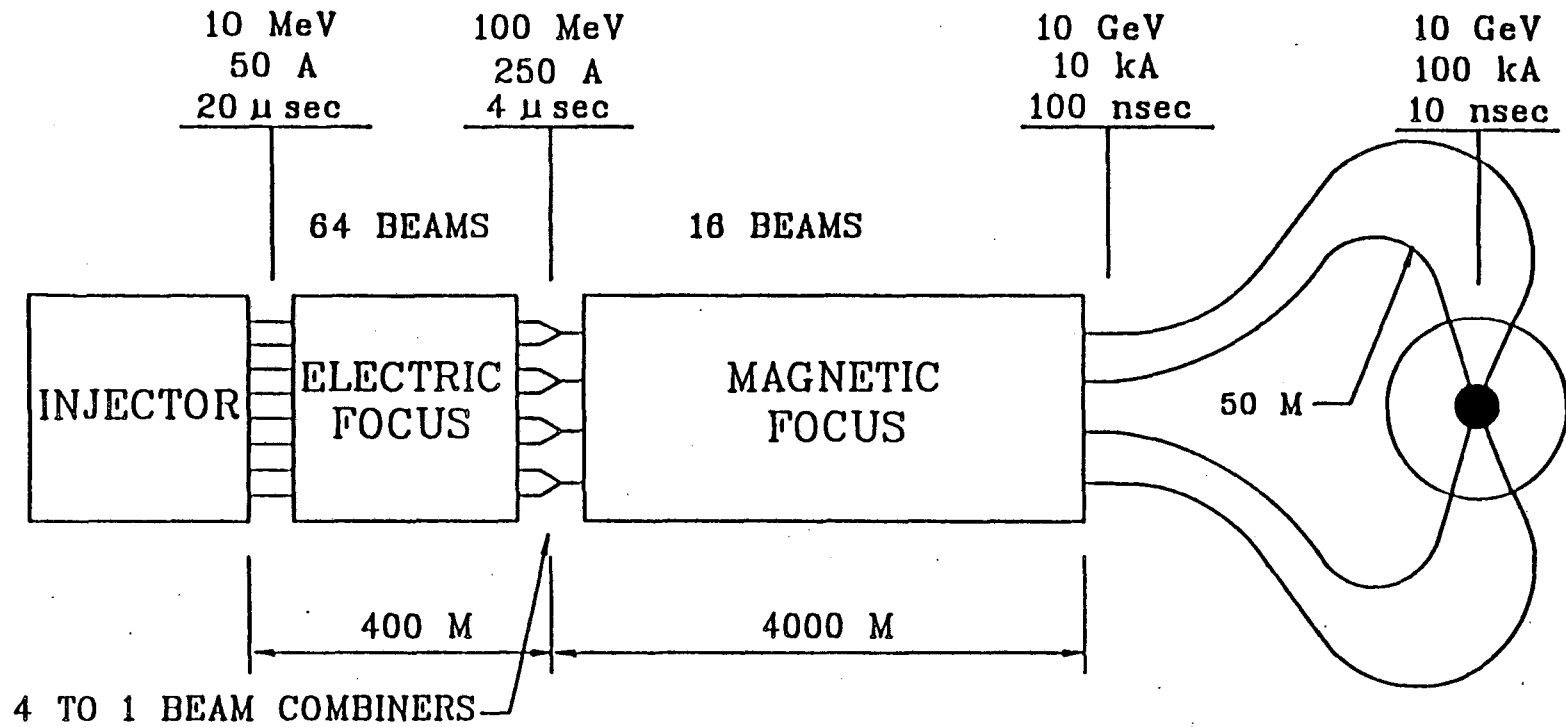 10 MeV
50 A
20 μ sec
100 MeV
250 A
4 μ sec
10 GeV
10 kA
100 nsec
10 GeV
100 kA
10 nsec
64 BEAMS
16 BEAMS
INJECTOR
ELECTRIC
FOCUS
MAGNETIC
FOCUS
50 M
400 M
4000 M
4 TO 1 BEAM COMBINERS